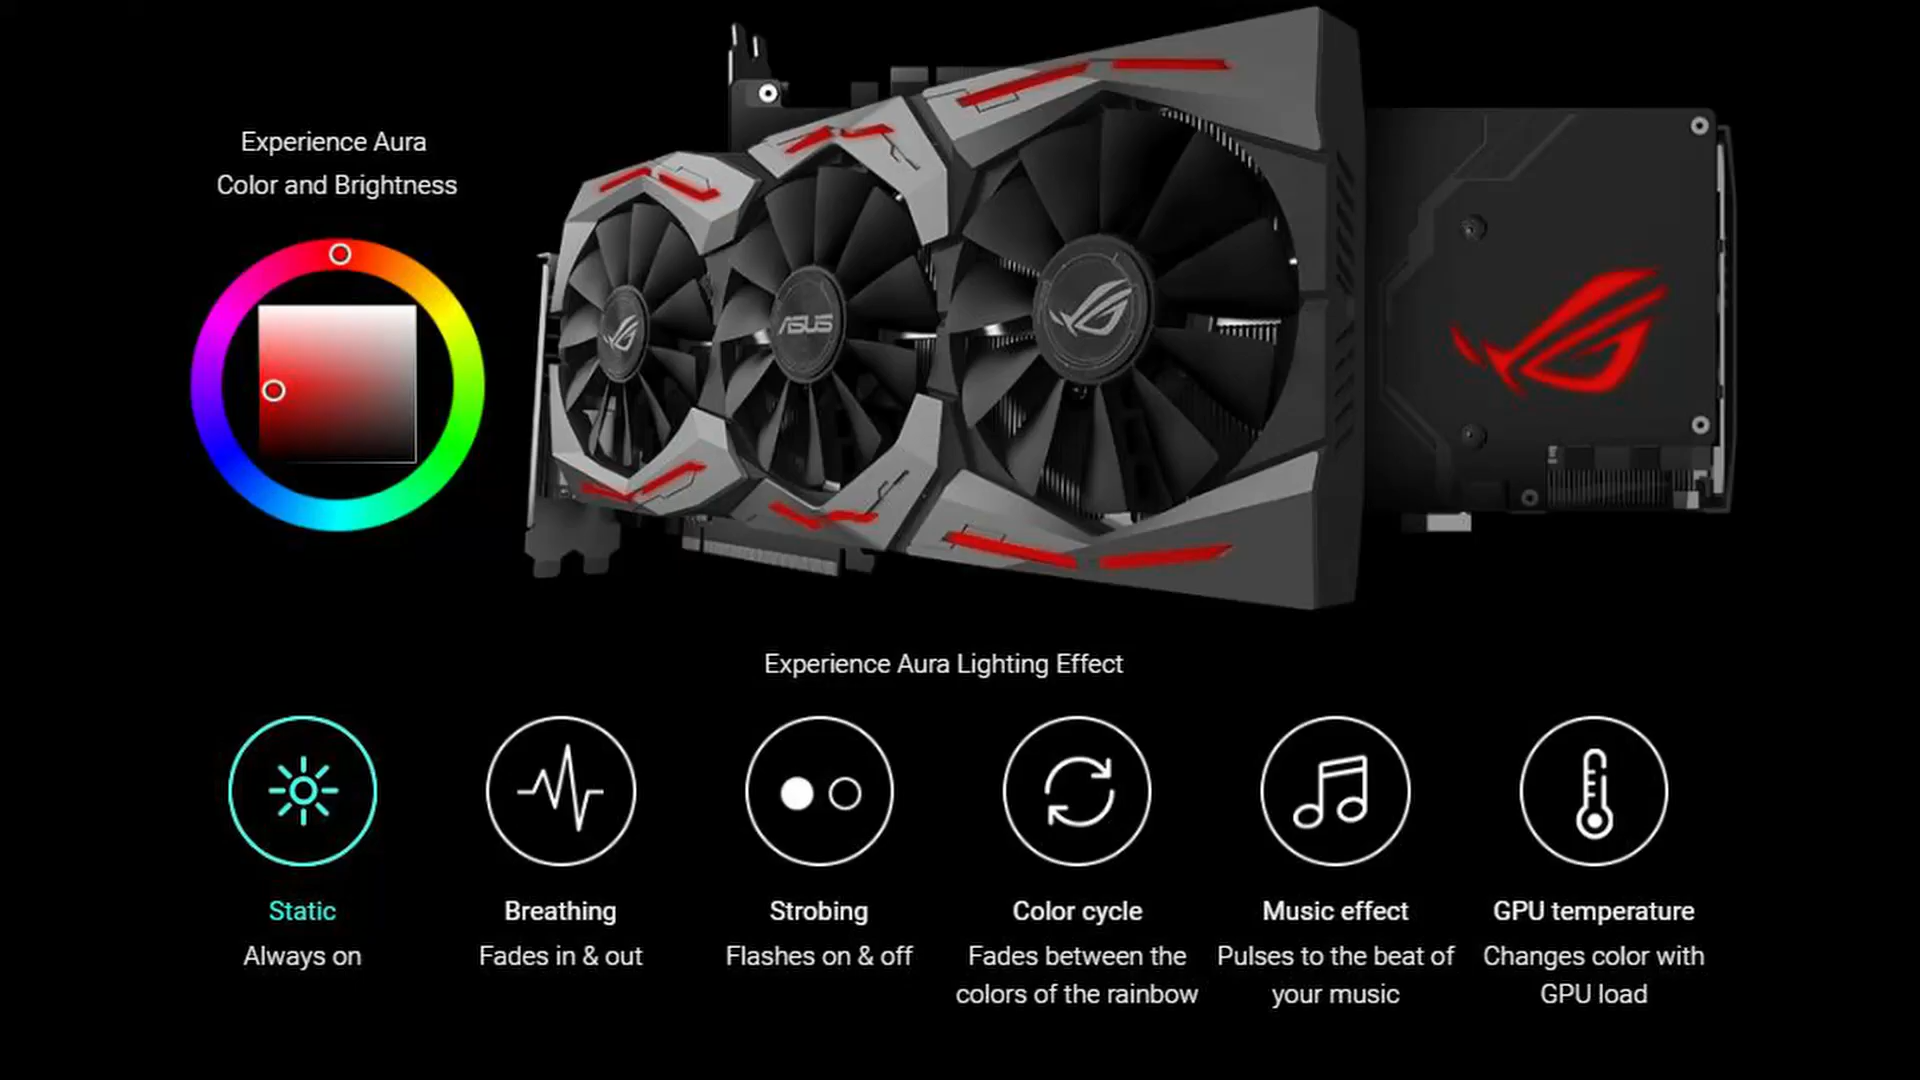 Experience Aura
Color and Brightness
ASUS
Experience Aura Lighting Effect
Static
Always on
Breathing
Fades in & out
Strobing
Flashes on & off
Color cycle
Fades between the
colors of the rainbow
Music effect
Pulses to the beat of
your music
GPU temperature
Changes color with
GPU load